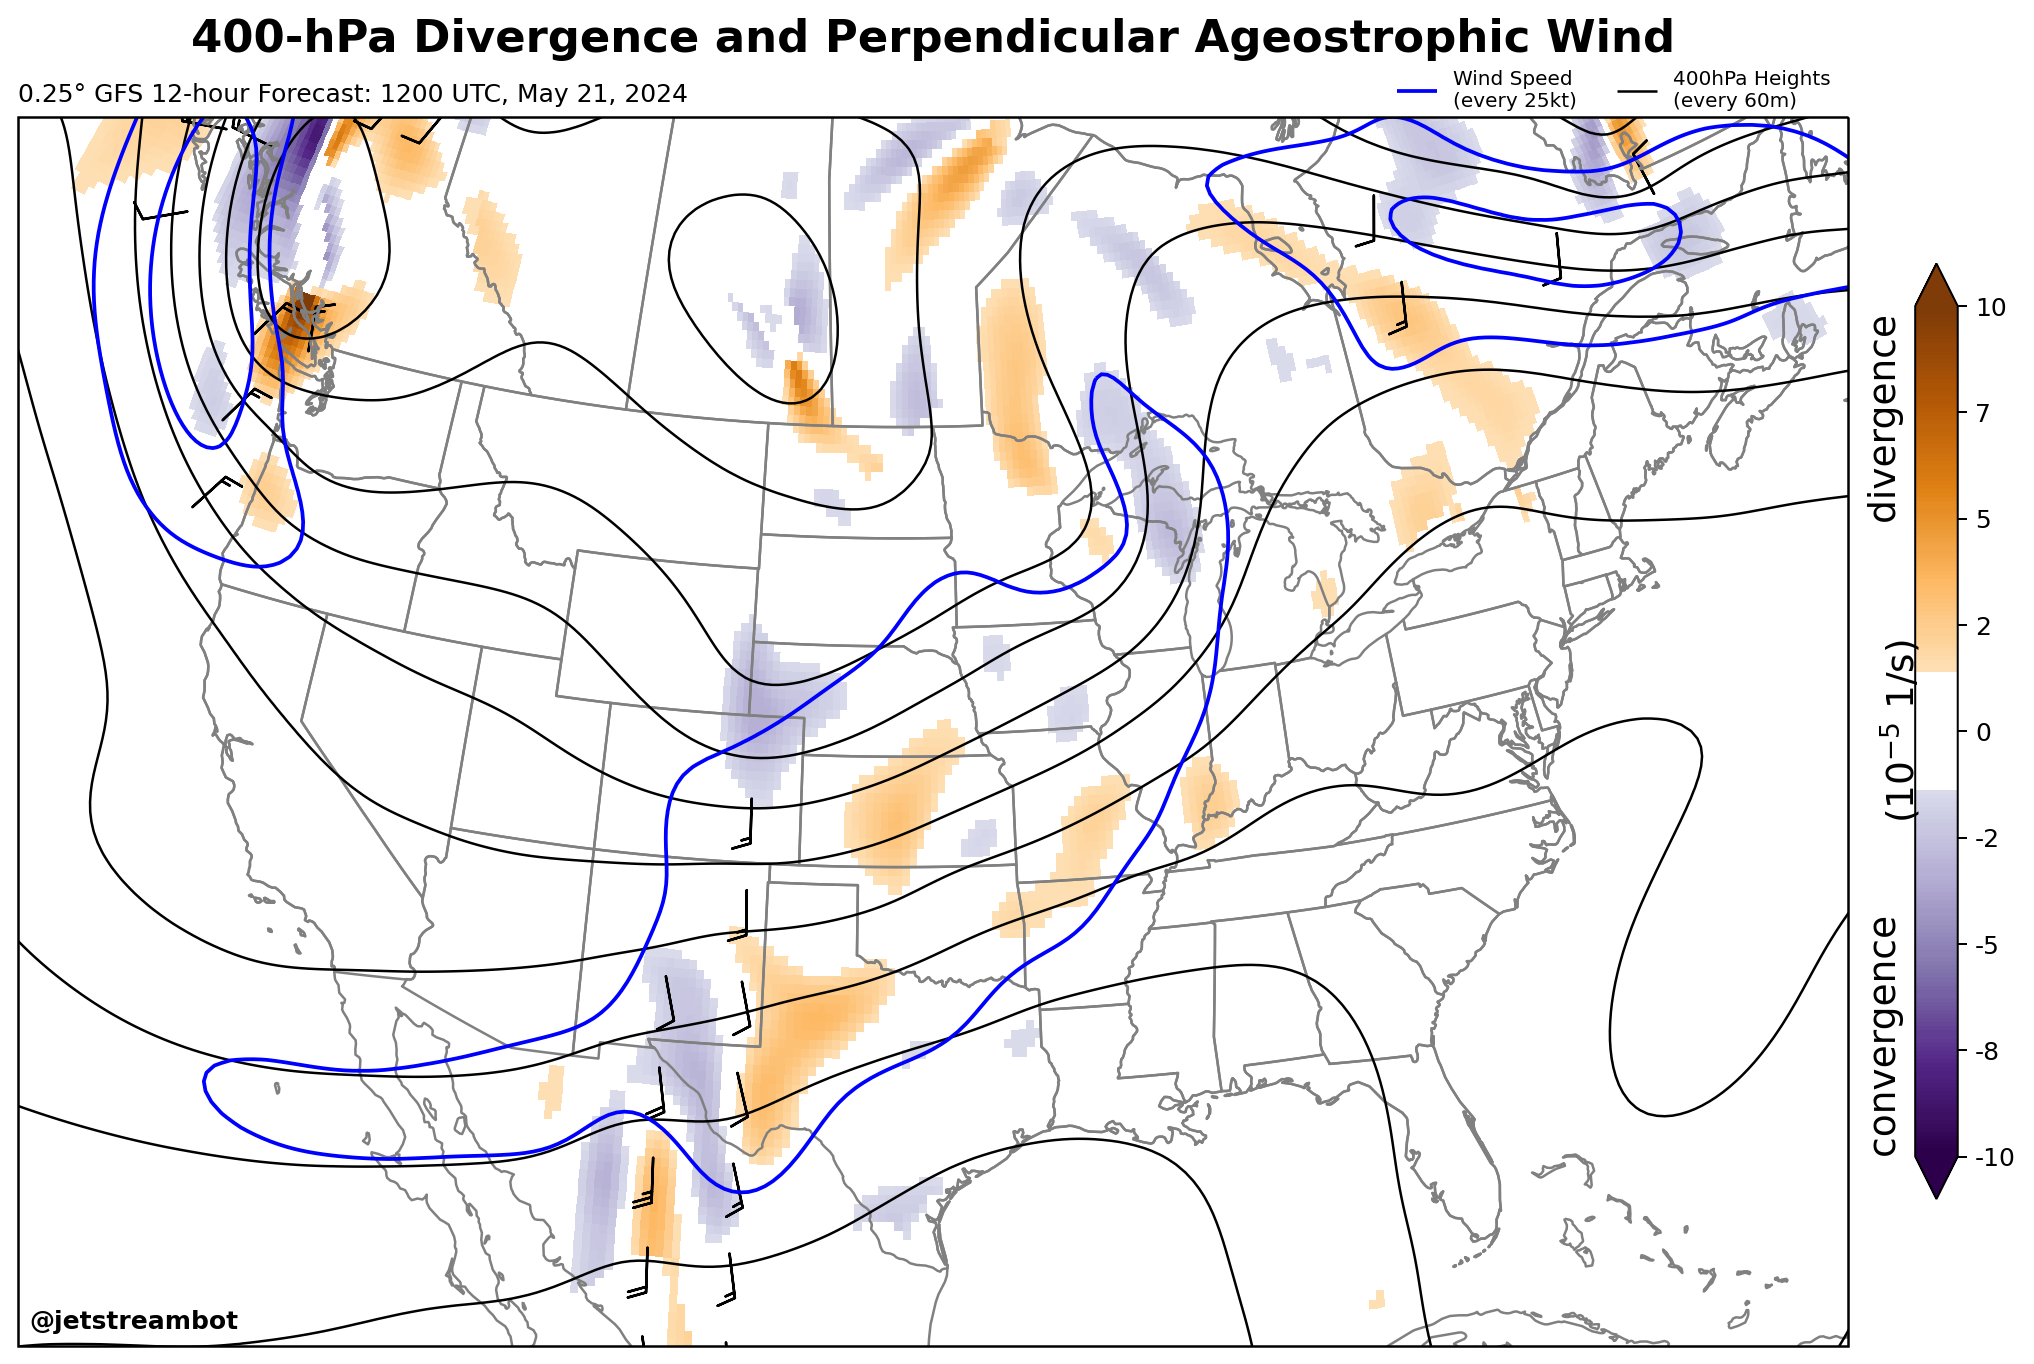 400-hPa Divergence and Perpendicular Ageostrophic Wind
0.25° GFS 12-hour Forecast: 1200 UTC, May 21, 2024
Wind Speed
(every 25kt)
400hPa Heights
(every 60m)
10
7
5
2
0
-2
-5
-8
-10
divergence
(10⁻⁵ 1/s)
convergence
@jetstreambot